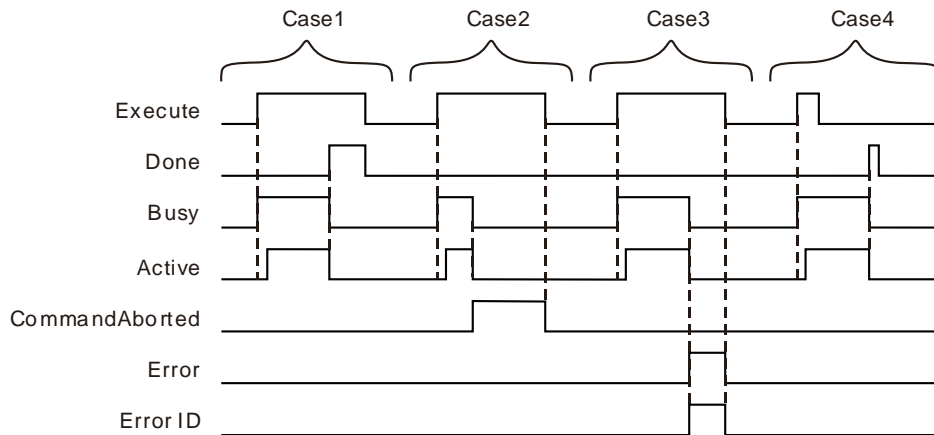 Case1 Case2 Case3 Case4
Execute
Done
Busy
Active
CommandAborted
Error
Error ID